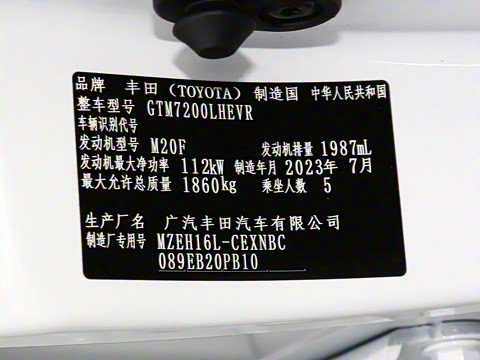 品牌 丰田（TOYOTA） 制造国 中华人民共和国
整车型号 GTM7200LHEVR
车辆识别代号
发动机型号 M20F 发动机排量 1987mL
发动机最大净功率 112kW 制造年月 2023年 7月
最大允许总质量 1860kg 乘坐人数 5
生产厂名 广汽丰田汽车有限公司
制造厂专用号 MZEH16L-CEXNBC
089EB20PB10